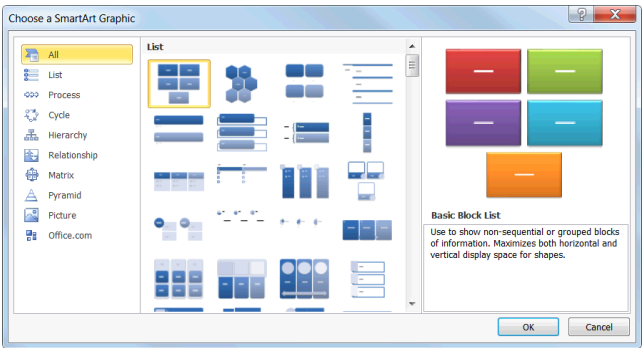 Choose a SmartArt Graphic
All
List
Process
Cycle
Hierarchy
Relationship
Matrix
Pyramid
Picture
Office.com
List
Basic Block List
Use to show non-sequential or grouped blocks
of information. Maximizes both horizontal and
vertical display space for shapes.
OK
Cancel